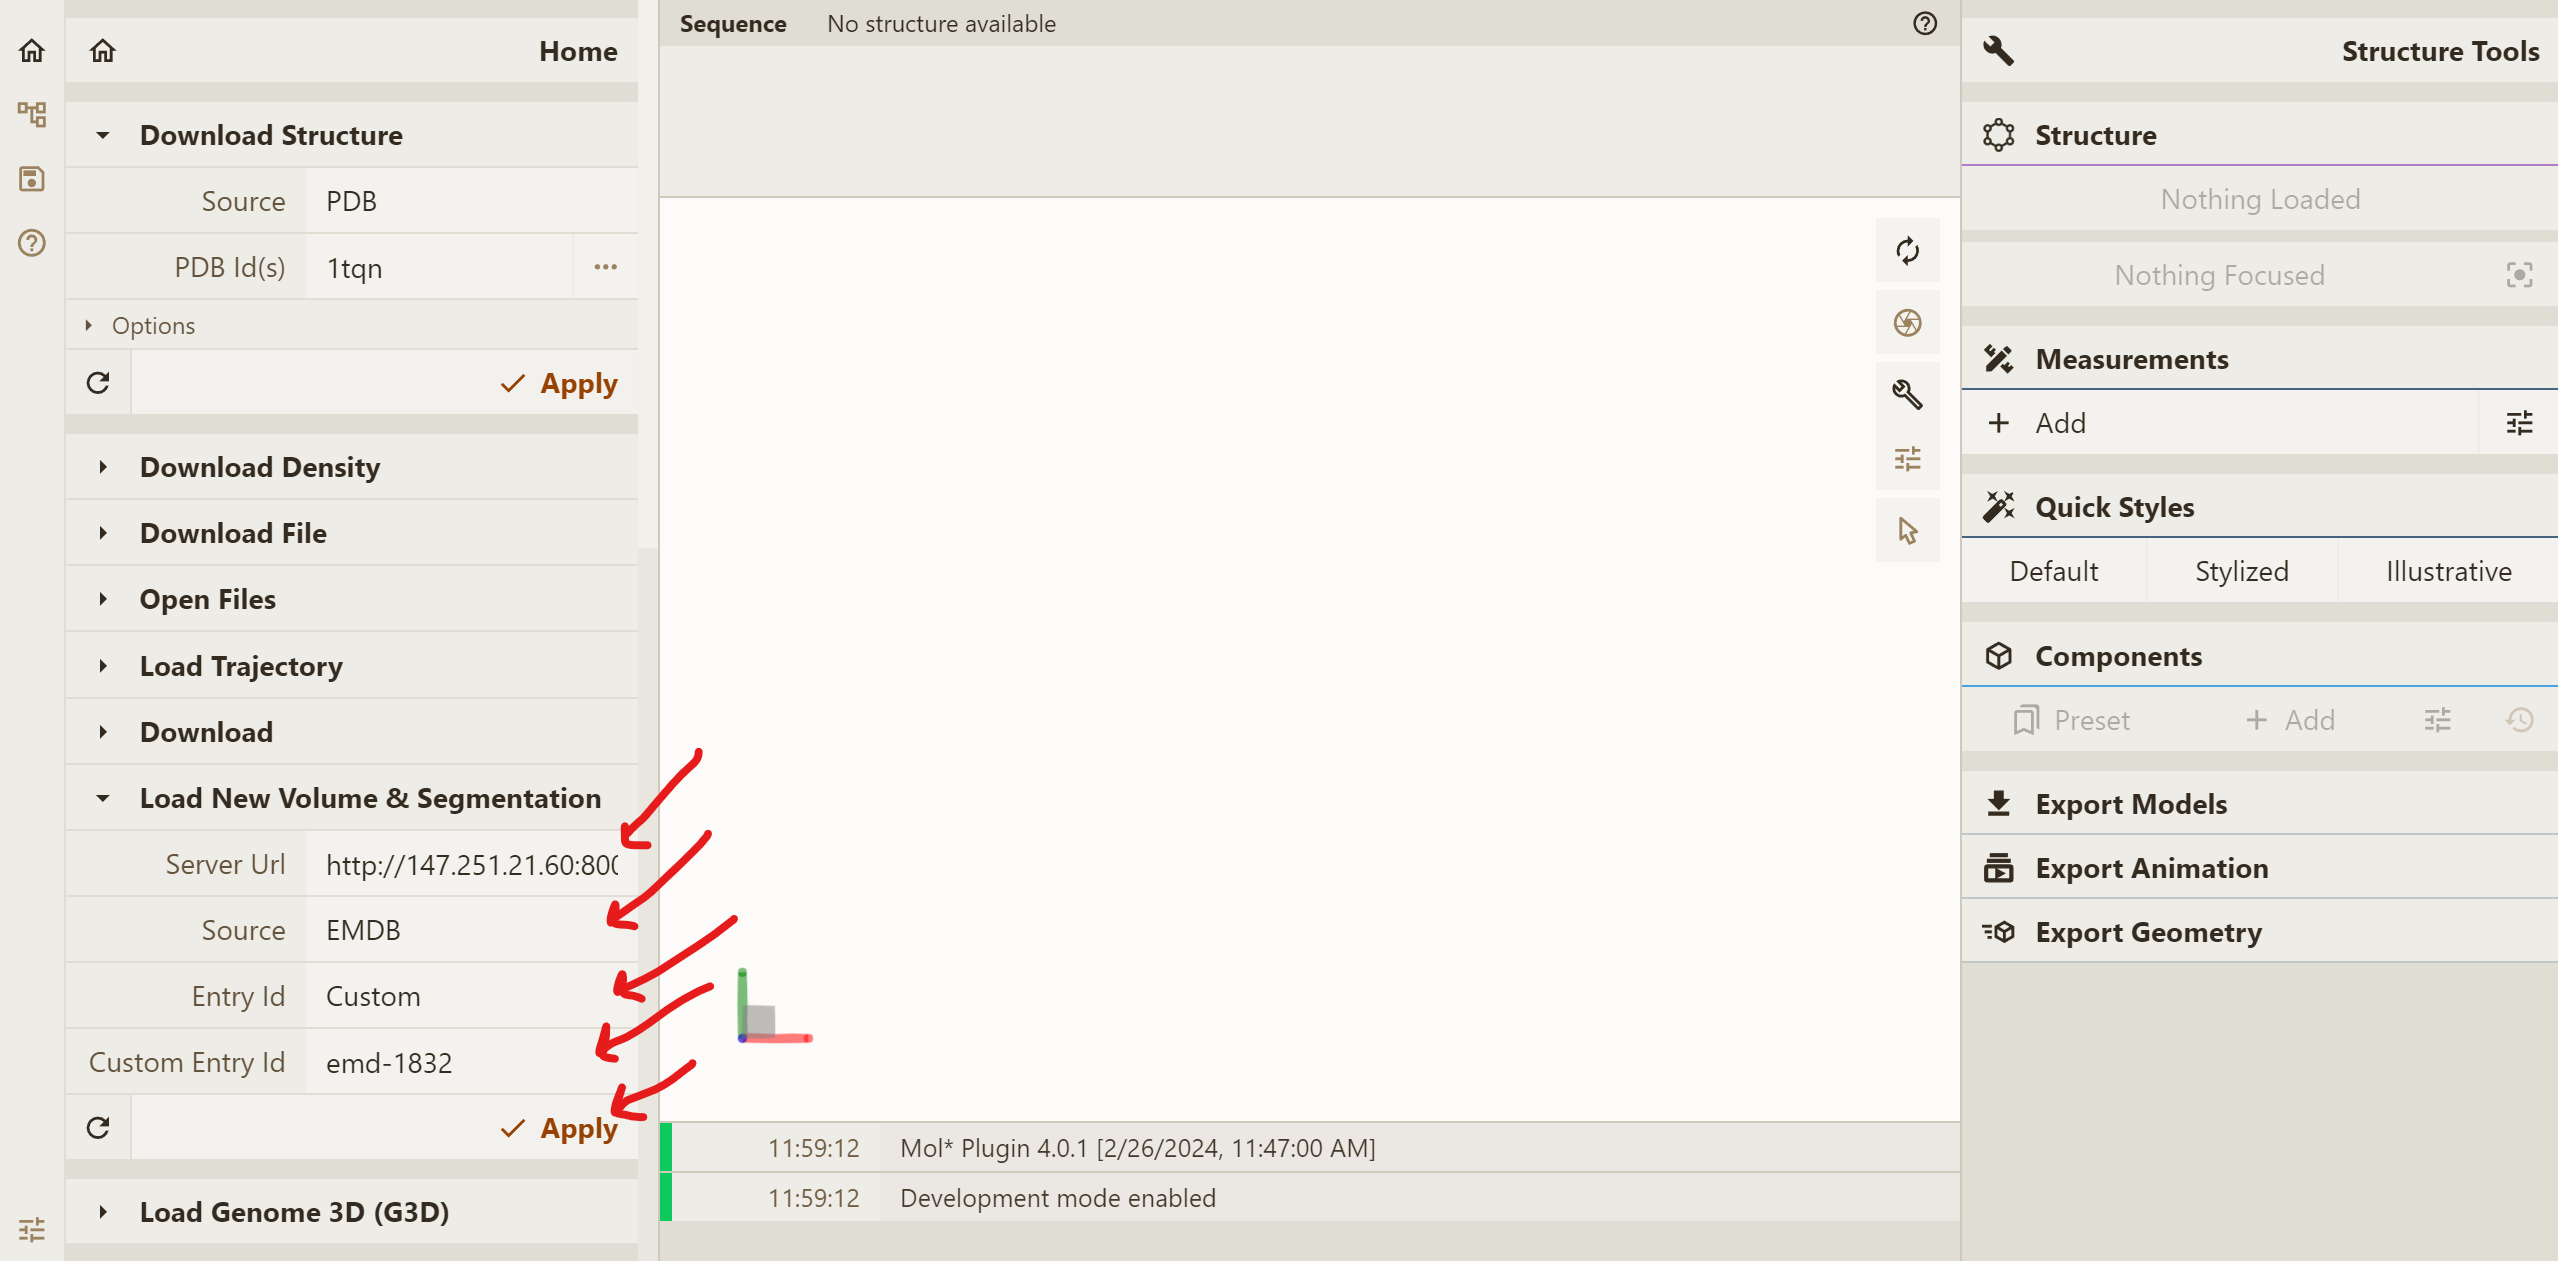 Home
Download Structure
Source PDB
PDB Id(s) 1tqn
Options
Apply
Download Density
Download File
Open Files
Load Trajectory
Download
Load New Volume & Segmentation
Server Url http://147.251.21.60:800
Source EMDB
Entry Id Custom
Custom Entry Id emd-1832
Apply
Load Genome 3D (G3D)
Sequence No structure available
11:59:12 Mol* Plugin 4.0.1 [2/26/2024, 11:47:00 AM]
11:59:12 Development mode enabled
Structure Tools
Structure
Nothing Loaded
Nothing Focused
Measurements
Add
Quick Styles
Default Stylized Illustrative
Components
Preset Add
Export Models
Export Animation
Export Geometry